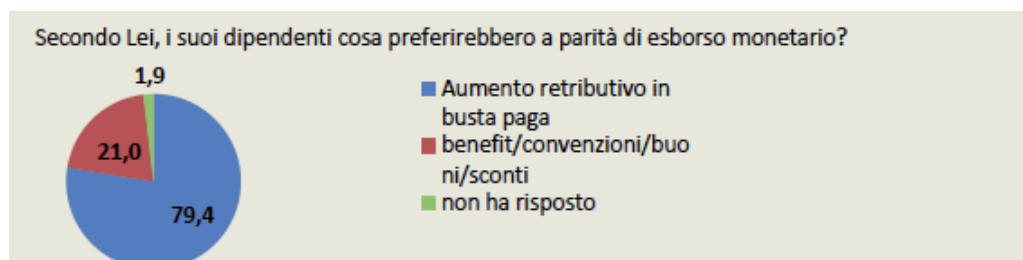 Secondo Lei, i suoi dipendenti cosa preferirebbero a parità di esborso monetario?
1,9
21,0
79,4
Aumento retributivo in
busta paga
benefit/convenzioni/buo
ni/sconti
non ha risposto